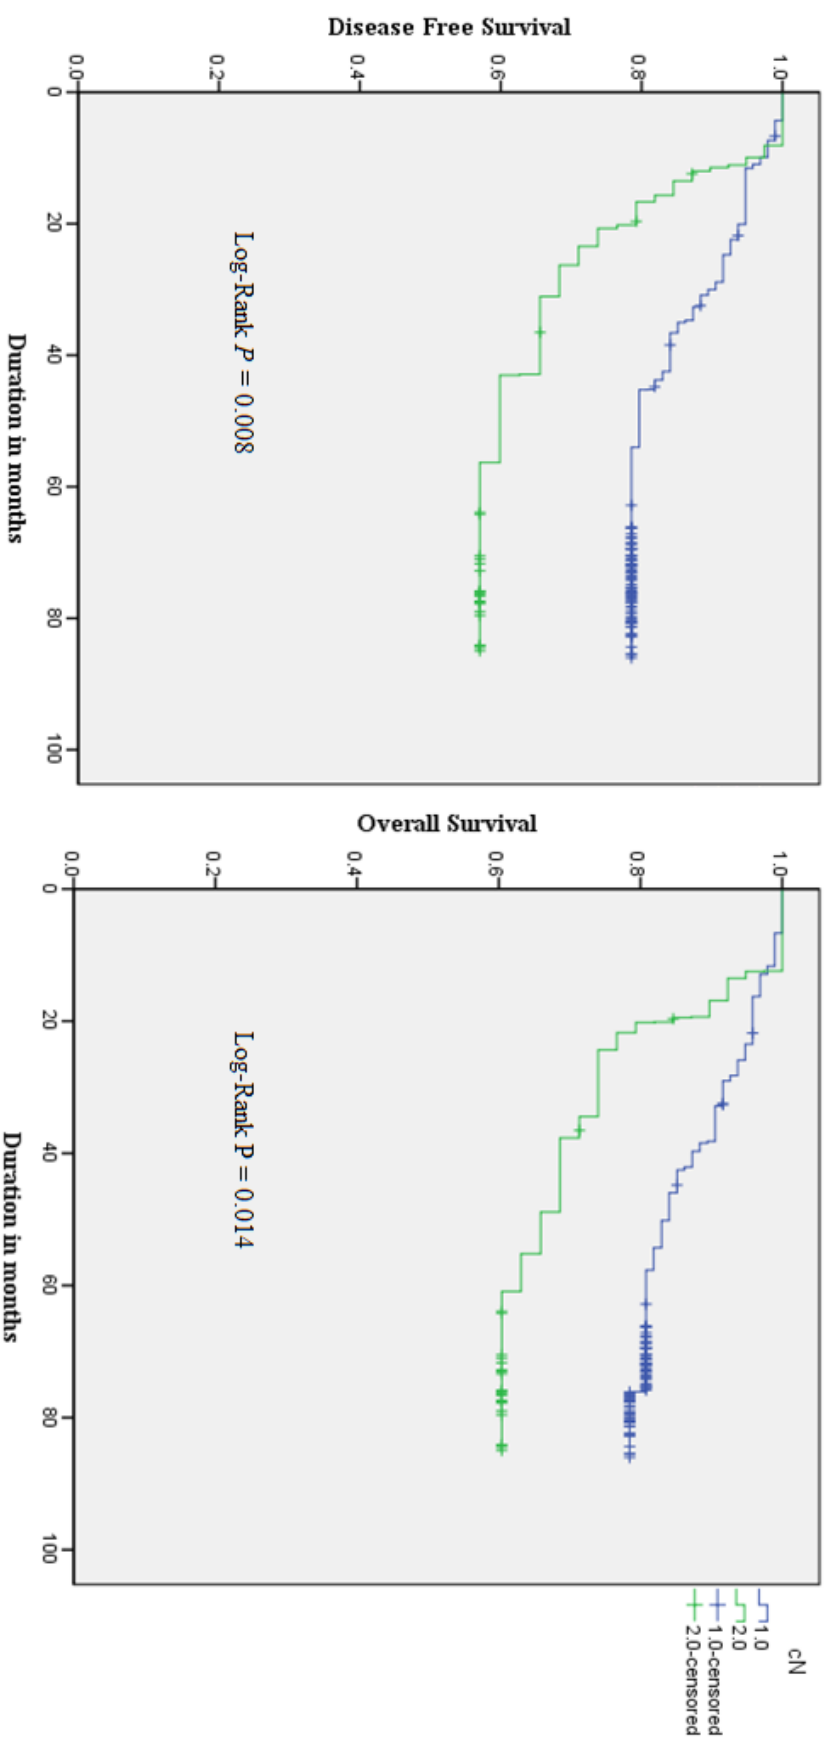 Disease Free Survival
1.0
0.8
0.6
0.4
0.2
0.0
0
20
40
60
80
100
Duration in months
Log-Rank P = 0.008
Overall Survival
1.0
0.8
0.6
0.4
0.2
0.0
0
20
40
60
80
100
Duration in months
Log-Rank P = 0.014
cN
1.0
2.0
1.0-censored
2.0-censored